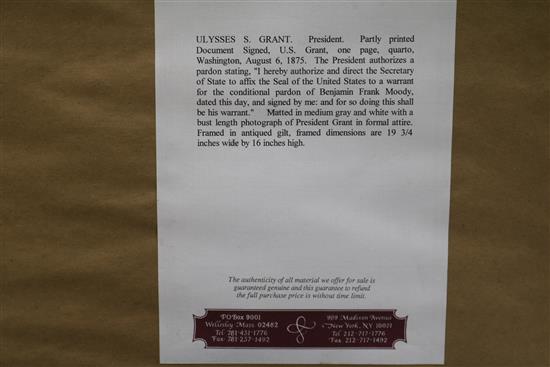 ULYSSES S. GRANT. President. Partly printed
Document Signed, U.S. Grant, one page, quarto,
Washington, August 6, 1875. The President authorizes a
pardon stating, "I hereby authorize and direct the Secretary
of State to affix the Seal of the United States to a warrant
for the conditional pardon of Benjamin Frank Moody,
dated this day, and signed by me: and for so doing this shall
be his warrant." Matted in medium gray and white with a
bust length photograph of President Grant in formal attire.
Framed in antiqued gilt, framed dimensions are 19 3/4
inches wide by 16 inches high.
The authenticity of all material we offer for sale is
guaranteed genuine and this guarantee to refund
the full purchase price is without time limit.
PO Box 9001
Wellesley Mass 02482
Tel 781-431-1776
Fax 781-237-1492
909 Madison Avenue
New York, NY 10021
Tel 212-717-1776
Fax 212-717-1492